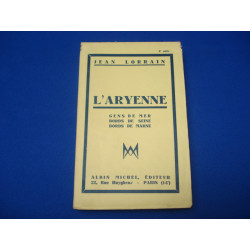 JEAN LORRAIN
L'ARYENNE
GENS DE MER
BORDS DE SEINE
BORDS DE MARNE
ALBIN MICHEL, ÉDITEUR
22, Rue Huyghens - PARIS (14e)